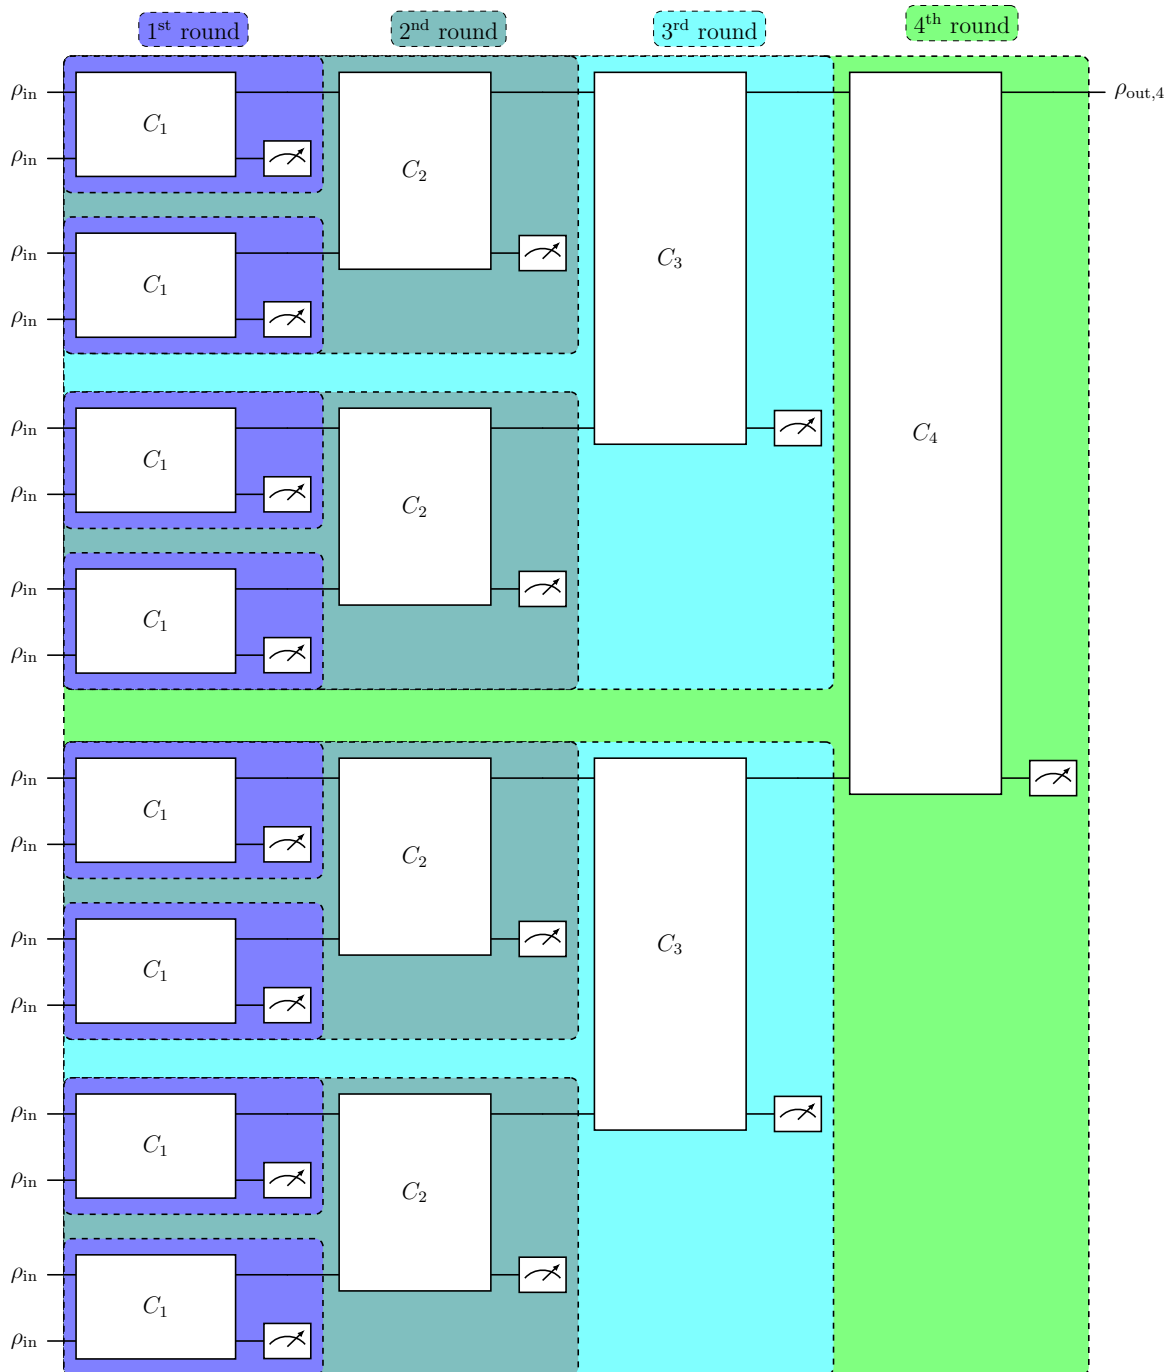 1st round 2nd round 3rd round 4th round
ρin ρout,4
C1
ρin
C2
ρin
C3
C1
ρin
ρin
C4
C1
ρin
C2
ρin
C1
ρin
ρin
C1
ρin
C2
ρin
C3
C1
ρin
ρin
C1
ρin
C2
ρin
C1
ρin